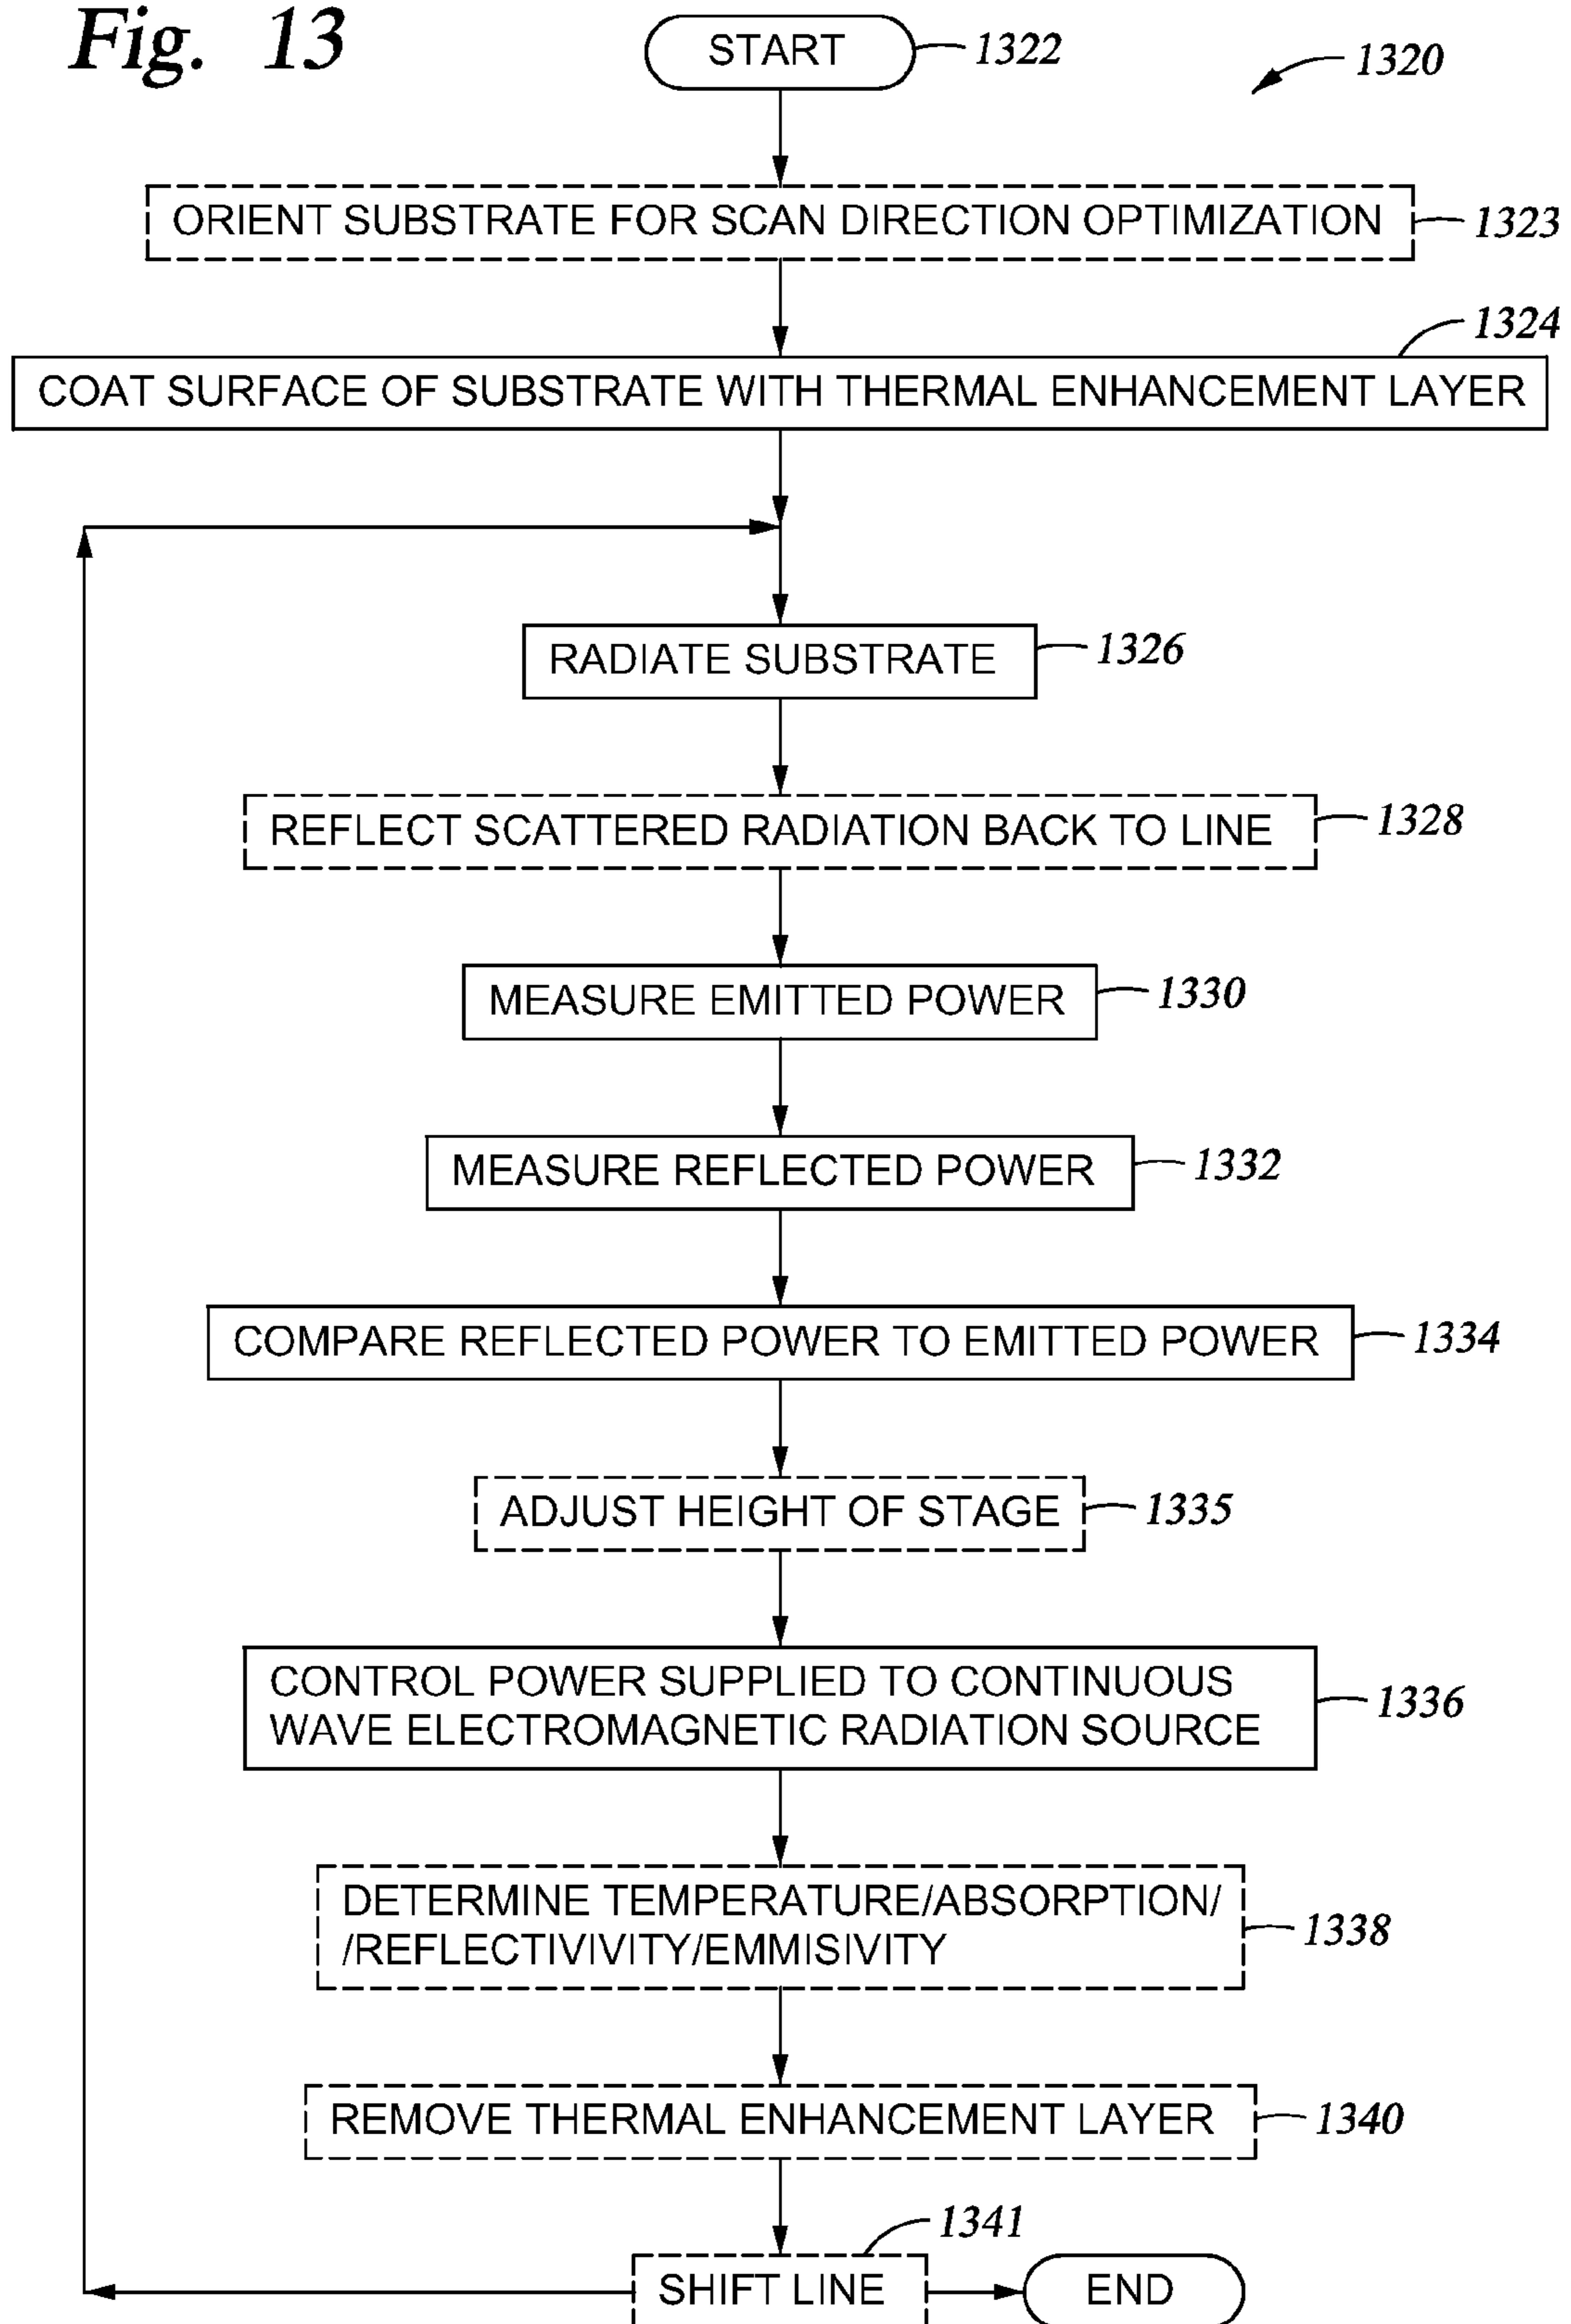 Fig. 13
START 1322
1320
ORIENT SUBSTRATE FOR SCAN DIRECTION OPTIMIZATION 1323
1324
COAT SURFACE OF SUBSTRATE WITH THERMAL ENHANCEMENT LAYER
RADIATE SUBSTRATE 1326
REFLECT SCATTERED RADIATION BACK TO LINE 1328
MEASURE EMITTED POWER 1330
MEASURE REFLECTED POWER 1332
COMPARE REFLECTED POWER TO EMITTED POWER 1334
ADJUST HEIGHT OF STAGE 1335
CONTROL POWER SUPPLIED TO CONTINUOUS
WAVE ELECTROMAGNETIC RADIATION SOURCE 1336
DETERMINE TEMPERATURE/ABSORPTION/
/REFLECTIVIVITY/EMMISIVITY 1338
REMOVE THERMAL ENHANCEMENT LAYER 1340
1341
SHIFT LINE
END